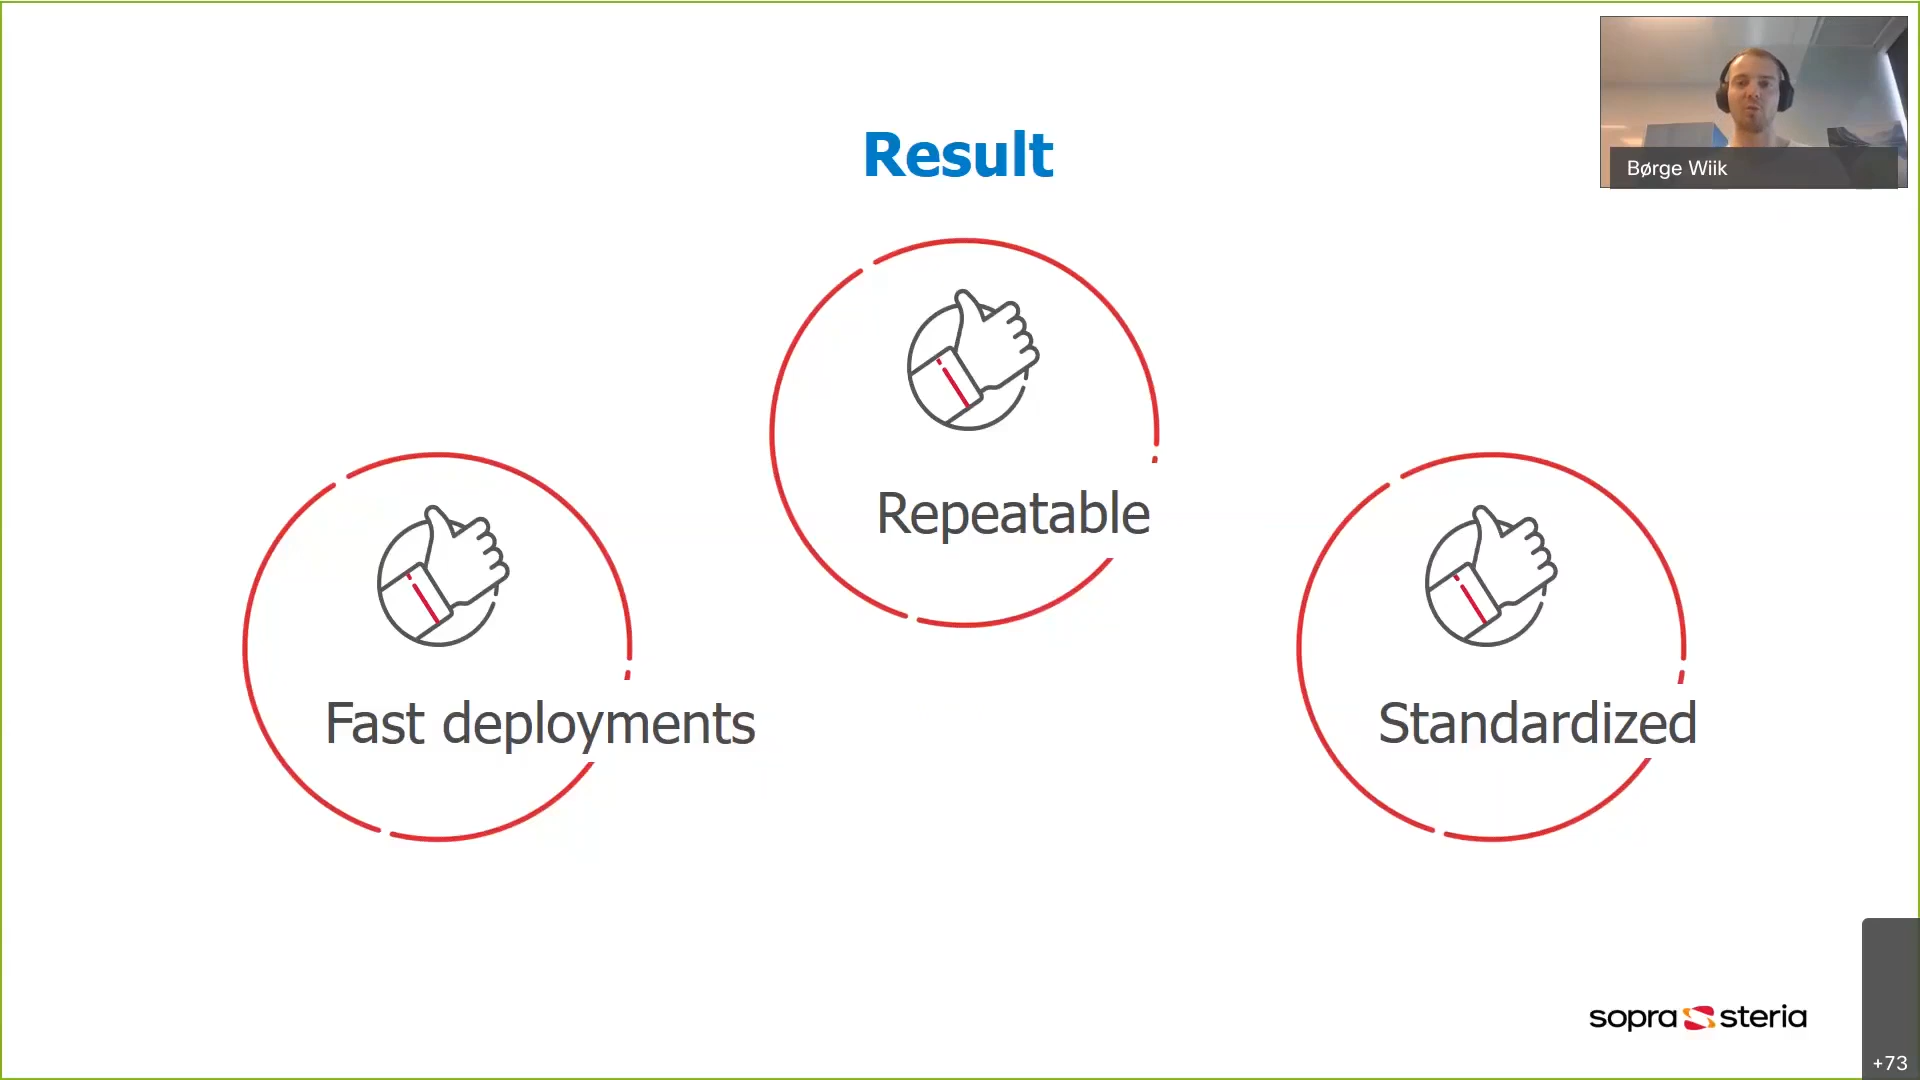 Result
Børge Wiik
Repeatable
Fast deployments
Standardized
sopra steria
+73